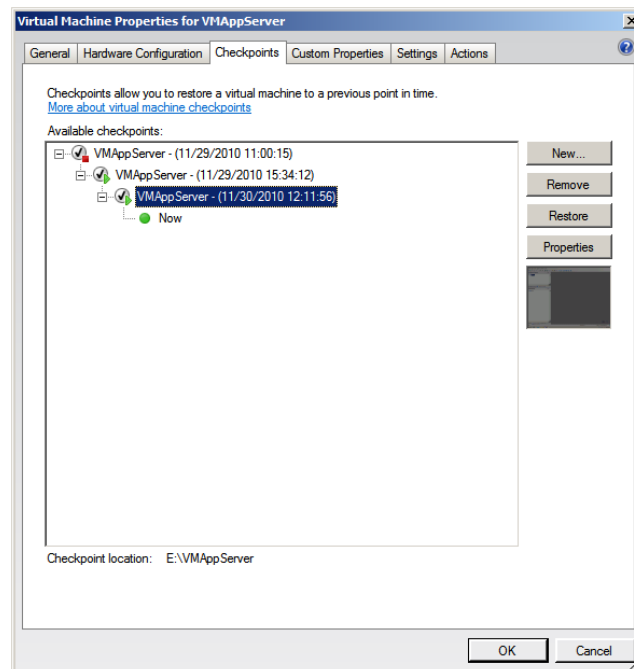 Virtual Machine Properties for VMAppServer
General Hardware Configuration Checkpoints Custom Properties Settings Actions
Checkpoints allow you to restore a virtual machine to a previous point in time.
More about virtual machine checkpoints
Available checkpoints:
VMAppServer - (11/29/2010 11:00:15)
VMAppServer - (11/29/2010 15:34:12)
VMAppServer - (11/30/2010 12:11:56)
Now
New...
Remove
Restore
Properties
Checkpoint location: E:\VMAppServer
OK Cancel